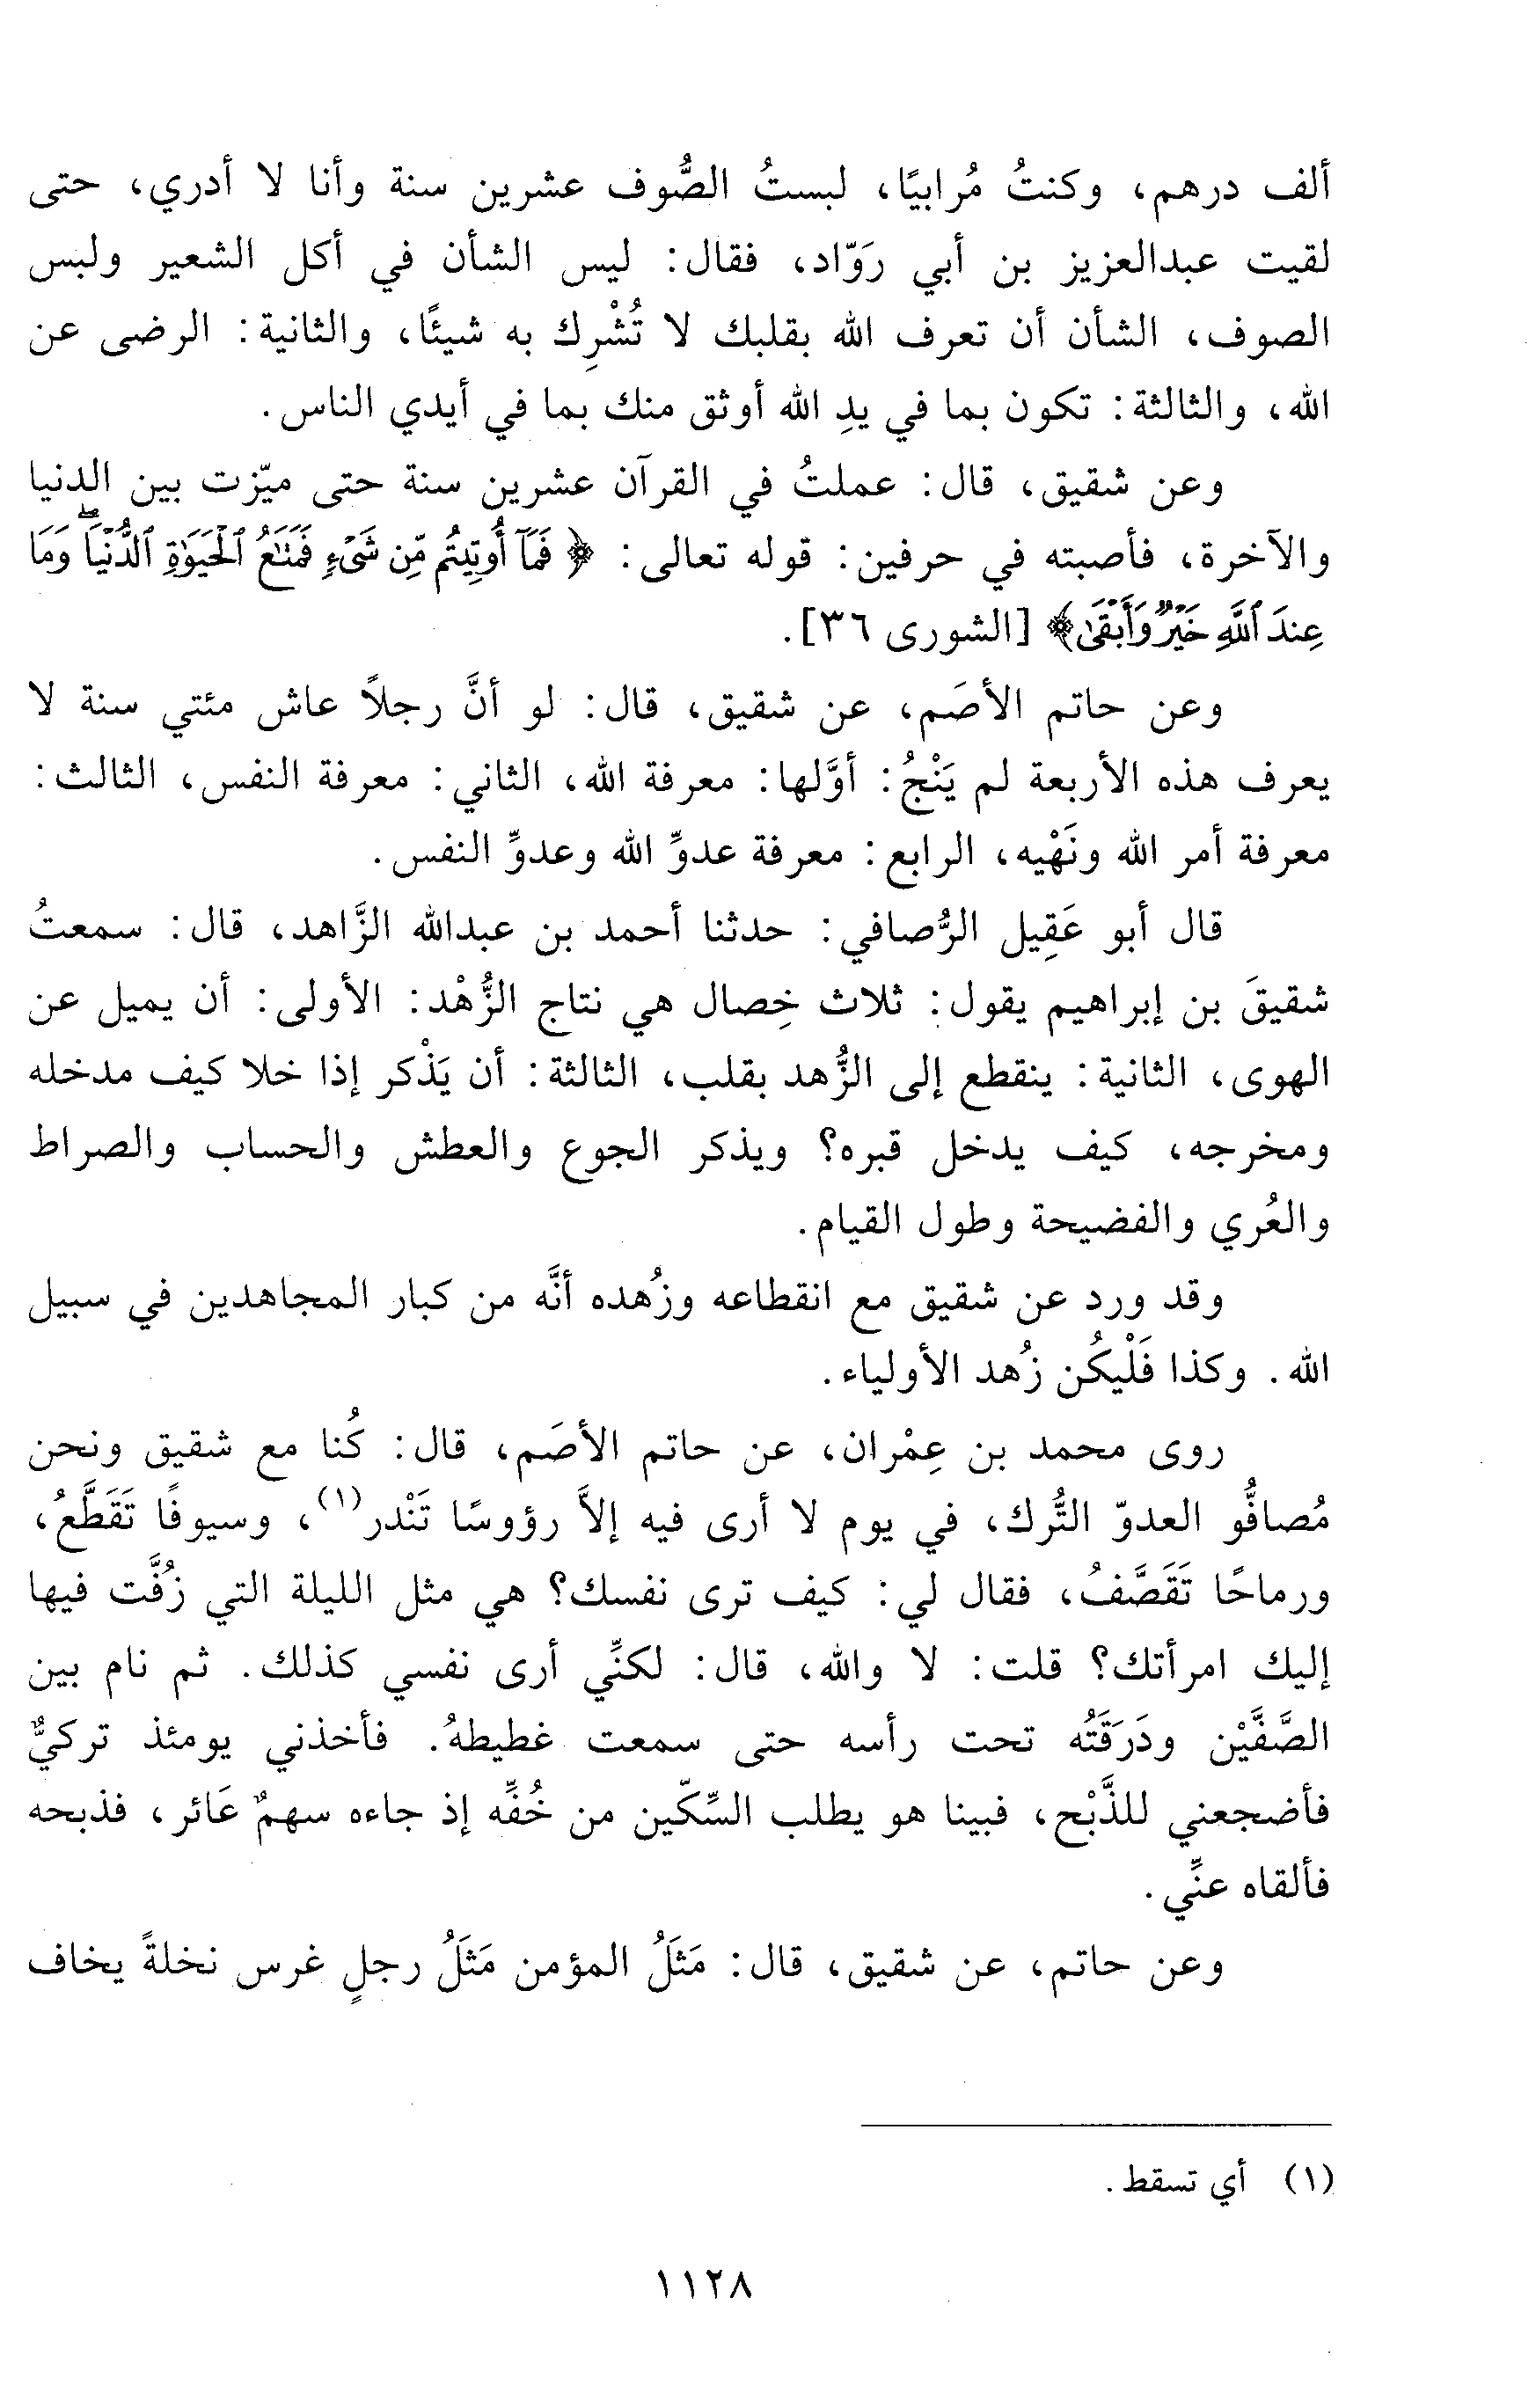 ألف درهم، وكنتُ مُرابيًا، لبستُ الصُّوف عشرين سنة وأنا لا أدري، حتى
لقيت عبدالعزيز بن أبي رَوّاد، فقال: ليس الشأن في أكل الشعير ولبس
الصوف، الشأن أن تعرف الله بقلبك لا تُشْرِك به شيئًا، والثانية: الرضى عن
الله، والثالثة: تكون بما في يدِ الله أوثق منك بما في أيدي الناس.
وعن شقيق، قال: عملتُ في القرآن عشرين سنة حتى ميّزت بين الدنيا
والآخرة، فأصبته في حرفين: قوله تعالى: ﴿ فَمَآ أُوتِيتُم مِّن شَىْءٍ فَمَتَٰعُ ٱلْحَيَوٰةِ ٱلدُّنْيَا ۖ وَمَا
عِندَ ٱللَّهِ خَيْرٌ وَأَبْقَىٰ﴾ [الشورى ٣٦].
وعن حاتم الأصَم، عن شقيق، قال: لو أنَّ رجلاً عاش مئتي سنة لا
يعرف هذه الأربعة لم يَنْجُ: أوَّلها: معرفة الله، الثاني: معرفة النفس، الثالث:
معرفة أمر الله ونَهْيه، الرابع: معرفة عدوِّ الله وعدوِّ النفس.
قال أبو عَقِيل الرُّصافي: حدثنا أحمد بن عبدالله الزَّاهد، قال: سمعتُ
شقيقَ بن إبراهيم يقول: ثلاث خِصال هي نتاج الزُّهْد: الأولى: أن يميل عن
الهوى، الثانية: ينقطع إلى الزُّهد بقلب، الثالثة: أن يَذْكر إذا خلا كيف مدخله
ومخرجه، كيف يدخل قبره؟ ويذكر الجوع والعطش والحساب والصراط
والعُري والفضيحة وطول القيام.
وقد ورد عن شقيق مع انقطاعه وزُهده أنَّه من كبار المجاهدين في سبيل
الله. وكذا فَلْيكُن زُهد الأولياء.
روى محمد بن عِمْران، عن حاتم الأصَم، قال: كُنا مع شقيق ونحن
مُصافُّو العدوّ التُّرك، في يوم لا أرى فيه إلاَّ رؤوسًا تَنْدر(١)، وسيوفًا تَقَطَّعُ،
ورماحًا تَقَصَّفُ، فقال لي: كيف ترى نفسك؟ هي مثل الليلة التي زُفَّت فيها
إليك امرأتك؟ قلت: لا والله، قال: لكنِّي أرى نفسي كذلك. ثم نام بين
الصَّفَّيْن ودَرَقَتُه تحت رأسه حتى سمعت غطيطهُ. فأخذني يومئذ تركيٌّ
فأضجعني للذَّبْح، فبينا هو يطلب السِّكّين من خُفِّه إذ جاءه سهمٌ عَائر، فذبحه
فألقاه عنِّي.
وعن حاتم، عن شقيق، قال: مَثَلُ المؤمن مَثَلُ رجلٍ غرس نخلةً يخاف
(١) أي تسقط.
١١٢٨